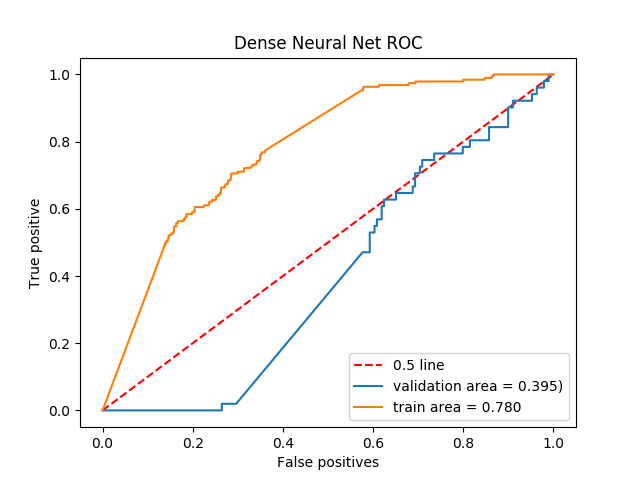 Dense Neural Net ROC
1.0
0.8
0.6
0.4
0.2
0.0
True positive
0.5 line
validation area = 0.395)
train area = 0.780
0.0 0.2 0.4 0.6 0.8 1.0
False positives